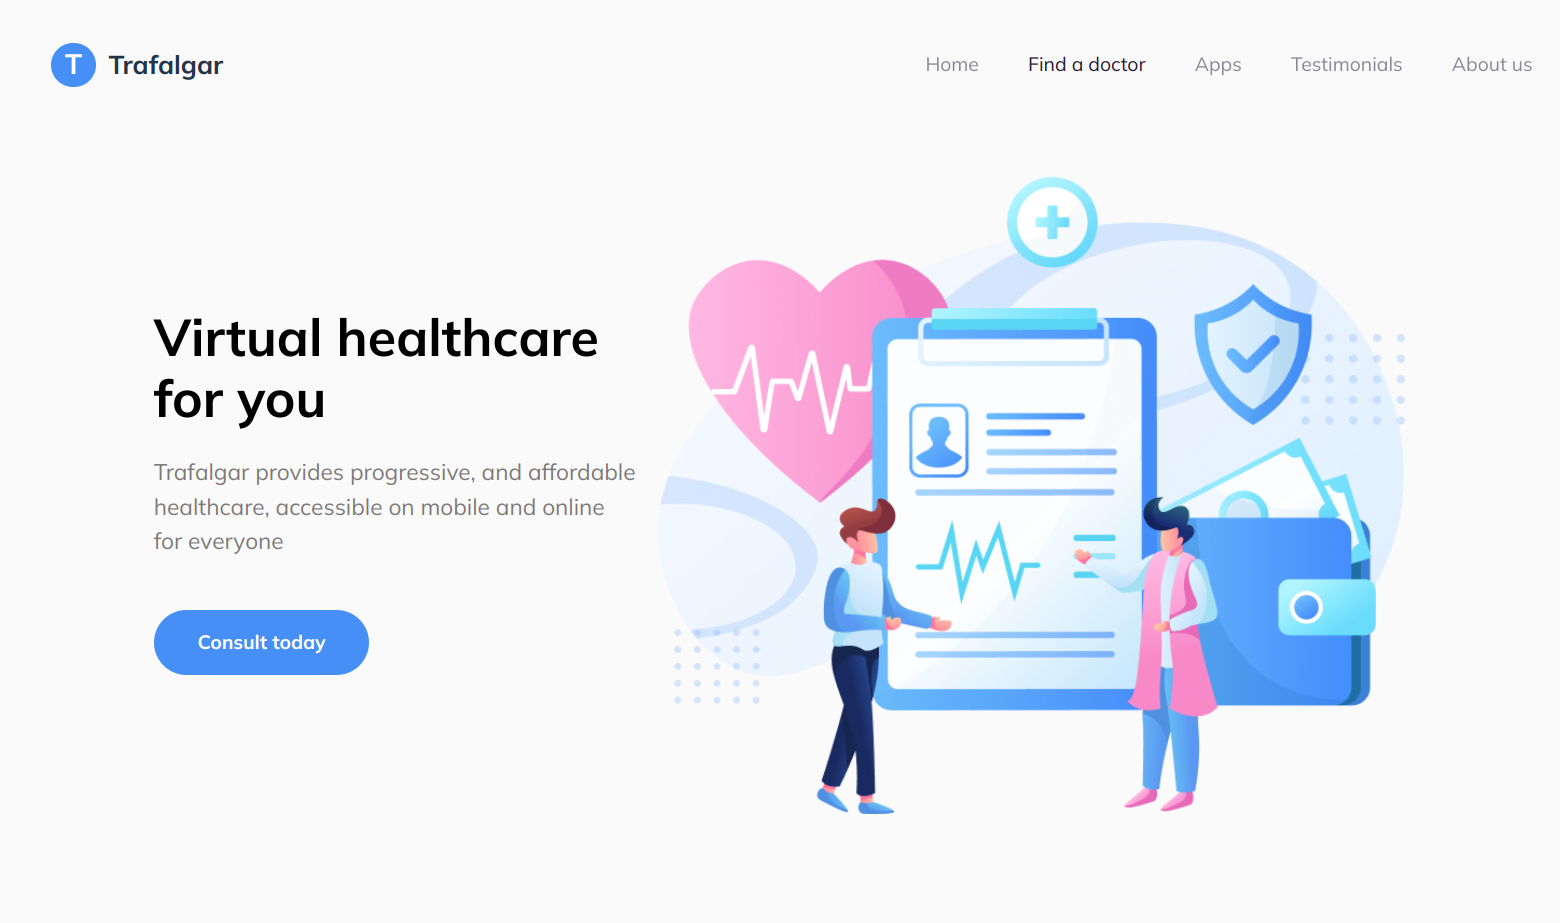 T Trafalgar
Home Find a doctor Apps Testimonials About us
Virtual healthcare
for you
Trafalgar provides progressive, and affordable
healthcare, accessible on mobile and online
for everyone
Consult today